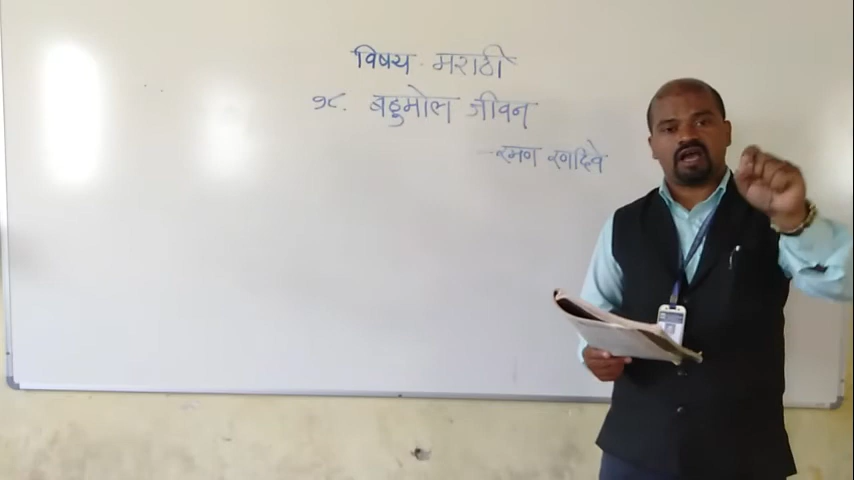 विषय - मराठी
१८. बहुमोल जीवन
- रमण रणदिवे